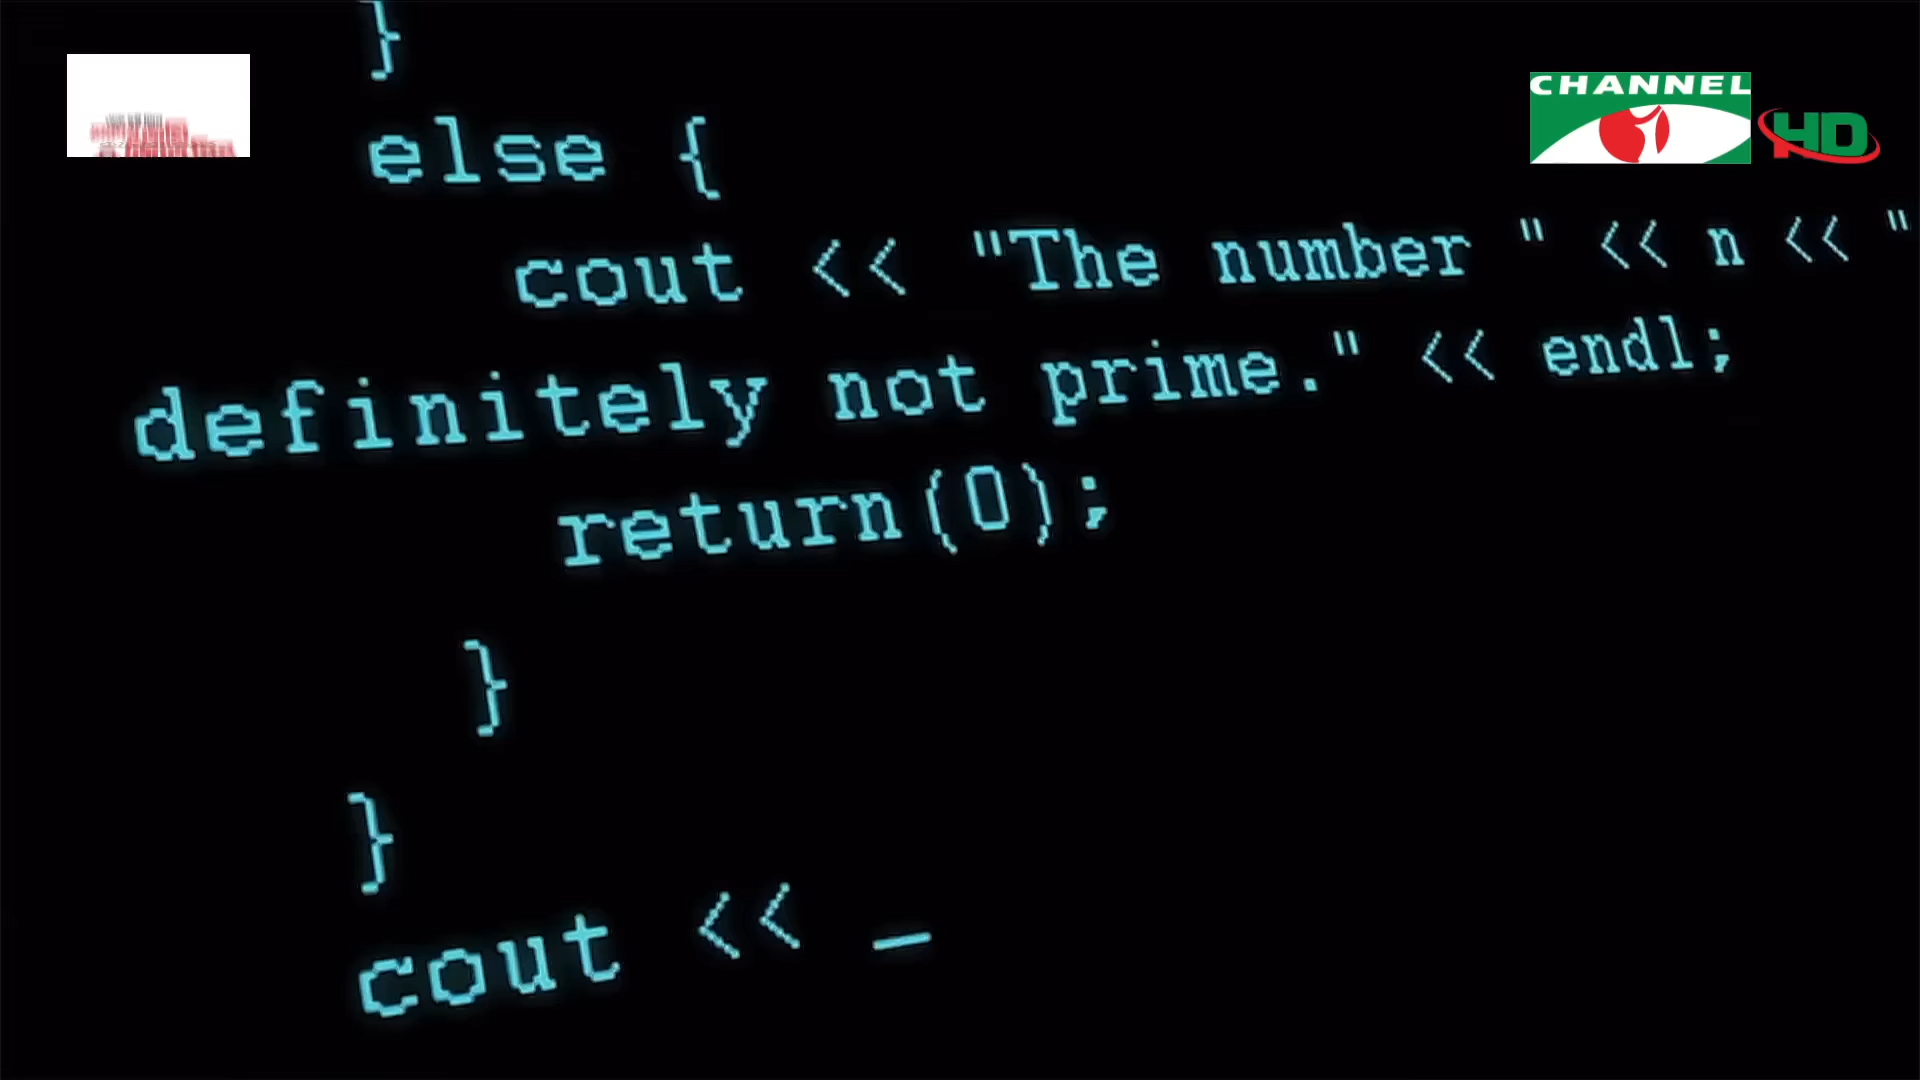 }
CHANNEL
HD
else {
cout << "The number " << n << "
definitely not prime." << endl;
return(0);
}
}
cout << _